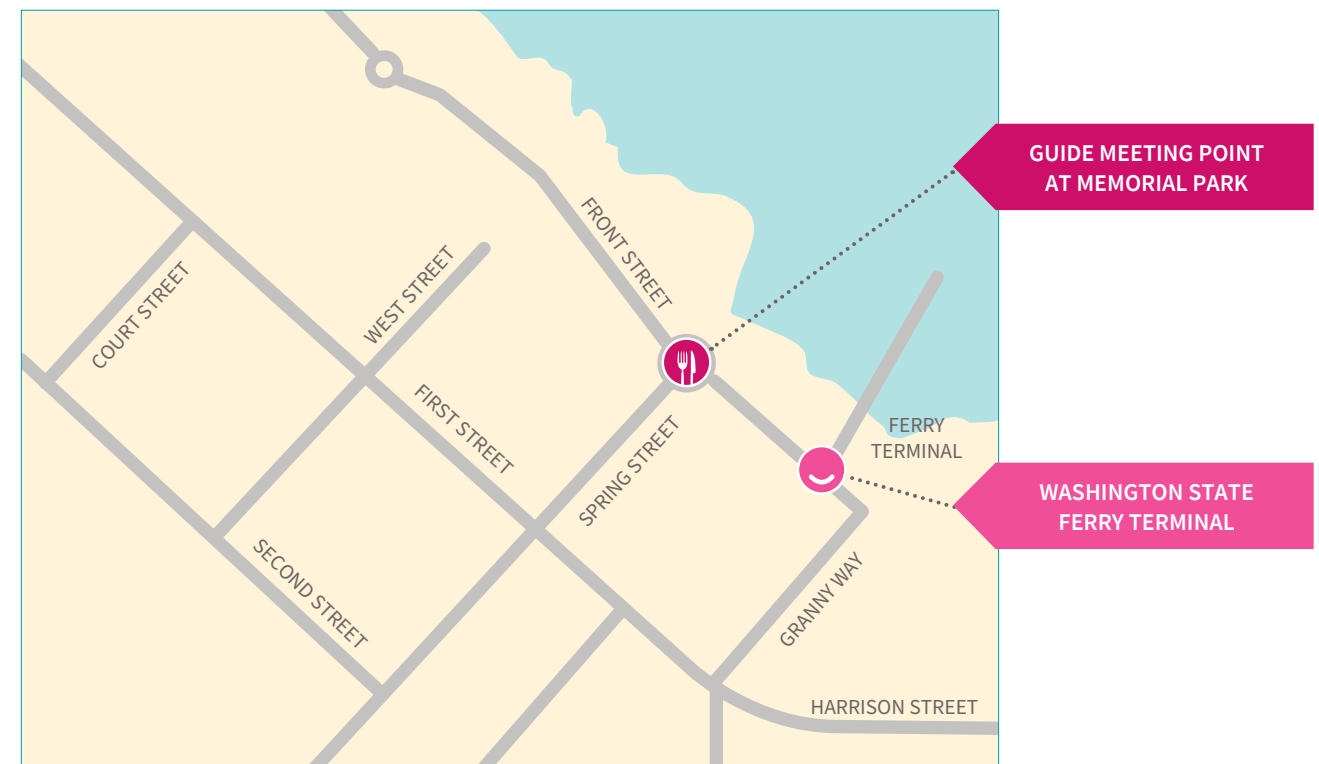 GUIDE MEETING POINT
AT MEMORIAL PARK
FRONT STREET
WEST STREET
COURT STREET
FIRST STREET
SPRING STREET
FERRY
TERMINAL
WASHINGTON STATE
FERRY TERMINAL
SECOND STREET
GRANNY WAY
HARRISON STREET